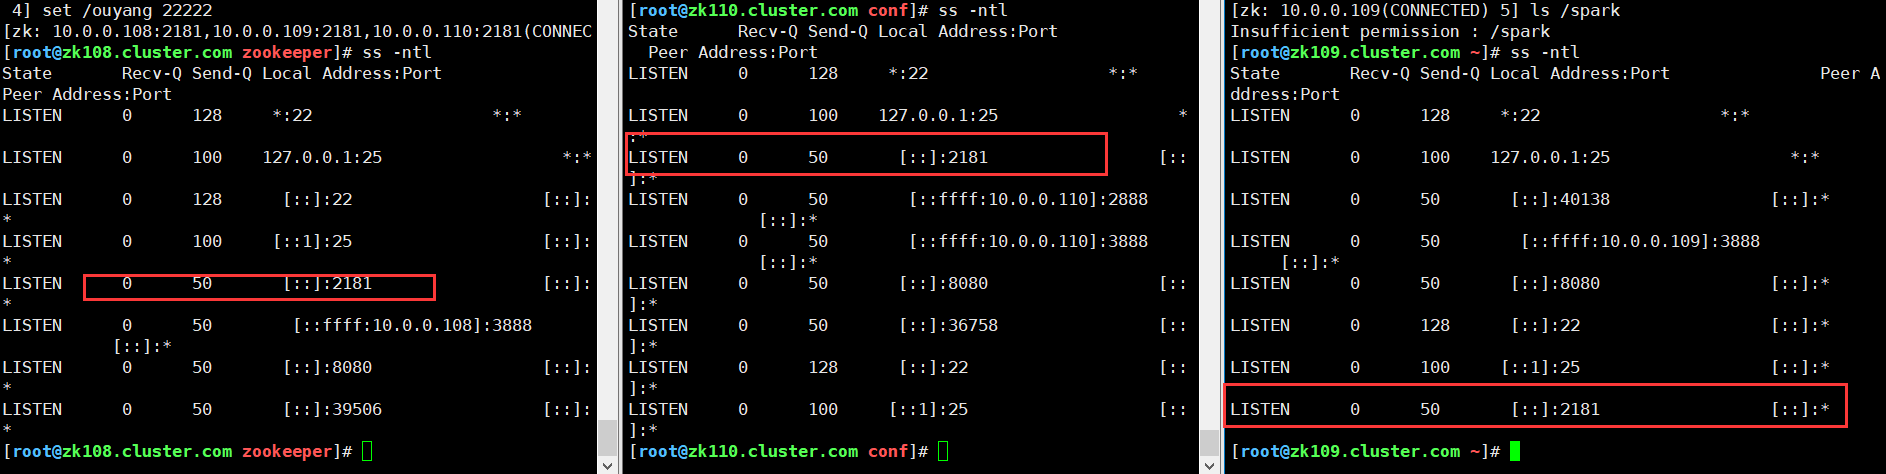 4] set /ouyang 22222
[zk: 10.0.0.108:2181,10.0.0.109:2181,10.0.0.110:2181(CONNEC
[root@zk108.cluster.com zookeeper]# ss -ntl
State       Recv-Q Send-Q Local Address:Port
Peer Address:Port
LISTEN      0      128     *:22                  *:*
LISTEN      0      100    127.0.0.1:25                  *:*
LISTEN      0      128      [::]:22                   [::]:
*
LISTEN      0      100     [::1]:25                   [::]:
*
LISTEN      0      50       [::]:2181                 [::]:
*
LISTEN      0      50        [::ffff:10.0.0.108]:3888
           [::]:*
LISTEN      0      50       [::]:8080                 [::]:
*
LISTEN      0      50       [::]:39506                [::]:
*
[root@zk108.cluster.com zookeeper]#
[root@zk110.cluster.com conf]# ss -ntl
State      Recv-Q Send-Q Local Address:Port
  Peer Address:Port
LISTEN     0      128     *:22                  *:*
LISTEN     0      100    127.0.0.1:25                  *
:*
LISTEN     0      50       [::]:2181                 [::
]:*
LISTEN     0      50        [::ffff:10.0.0.110]:2888
             [::]:*
LISTEN     0      50        [::ffff:10.0.0.110]:3888
             [::]:*
LISTEN     0      50       [::]:8080                 [::
]:*
LISTEN     0      50       [::]:36758                [::
]:*
LISTEN     0      128      [::]:22                   [::
]:*
LISTEN     0      100     [::1]:25                   [::
]:*
[root@zk110.cluster.com conf]#
[zk: 10.0.0.109(CONNECTED) 5] ls /spark
Insufficient permission : /spark
[root@zk109.cluster.com ~]# ss -ntl
State       Recv-Q Send-Q Local Address:Port               Peer A
ddress:Port
LISTEN      0      128     *:22                  *:*
LISTEN      0      100    127.0.0.1:25                  *:*
LISTEN      0      50       [::]:40138                [::]:*
LISTEN      0      50        [::ffff:10.0.0.109]:3888
     [::]:*
LISTEN      0      50       [::]:8080                 [::]:*
LISTEN      0      128      [::]:22                   [::]:*
LISTEN      0      100     [::1]:25                   [::]:*
LISTEN      0      50       [::]:2181                 [::]:*
[root@zk109.cluster.com ~]#